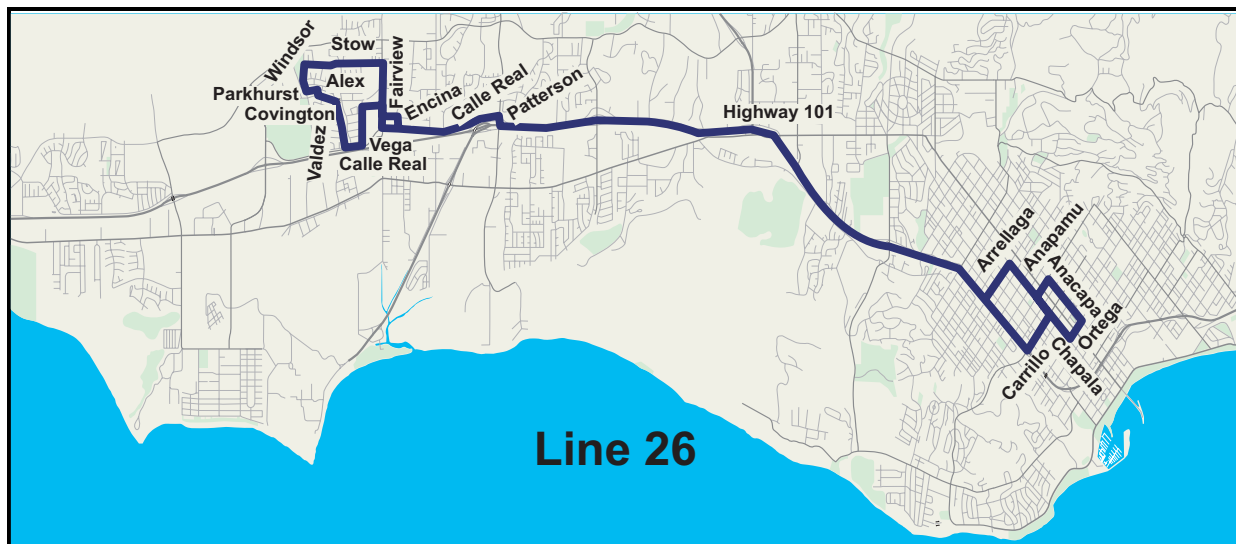 Windsor
Stow
Fairview
Alex
Parkhurst
Covington
Valdez
Vega
Calle Real
Encina
Calle Real
Patterson
Highway 101
Arrellaga
Anapamu
Anacapa
Ortega
Chapala
Carrillo
Line 26